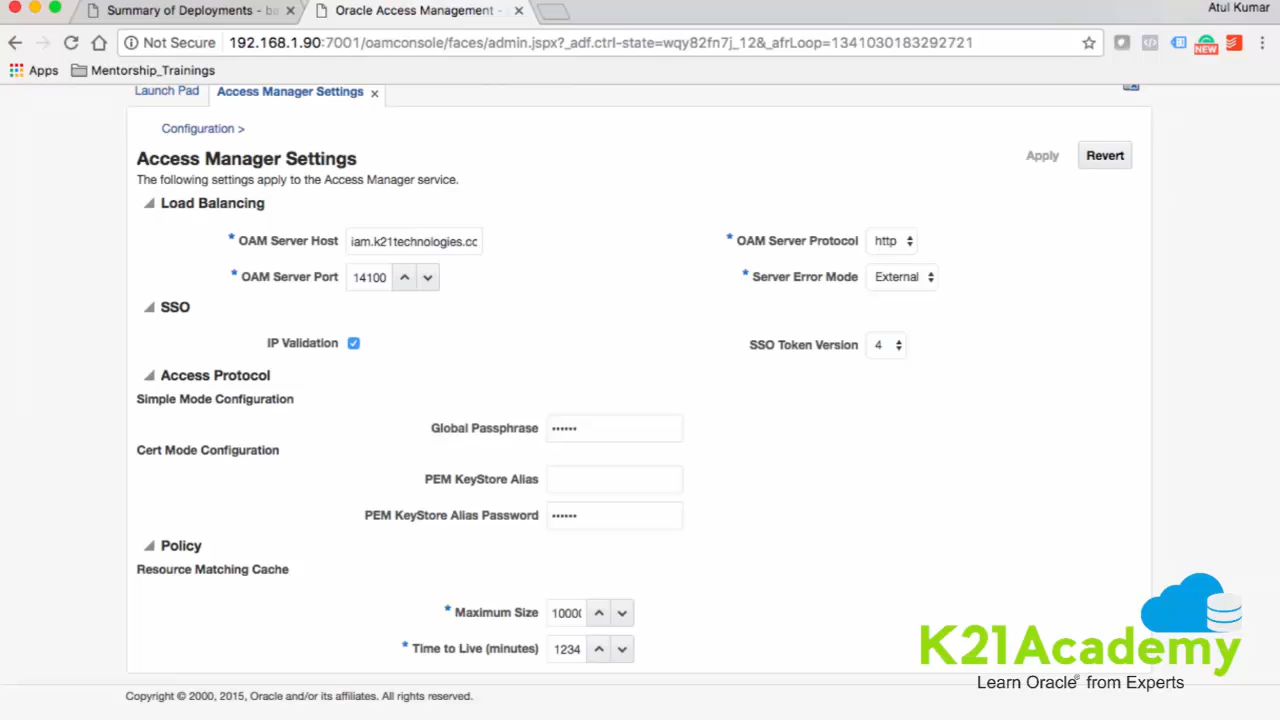 Summary of Deployments - ba
Oracle Access Management -
Atul Kumar
Not Secure
192.168.1.90:7001/oamconsole/faces/admin.jspx?_adf.ctrl-state=wqy82fn7j_12&_afrLoop=1341030183292721
NEW
Apps
Mentorship_Trainings
Launch Pad
Access Manager Settings
Configuration >
Access Manager Settings
Apply
Revert
The following settings apply to the Access Manager service.
Load Balancing
* OAM Server Host iam.k21technologies.cc
* OAM Server Protocol http
* OAM Server Port 14100
* Server Error Mode External
SSO
IP Validation
SSO Token Version 4
Access Protocol
Simple Mode Configuration
Global Passphrase ••••••
Cert Mode Configuration
PEM KeyStore Alias
PEM KeyStore Alias Password ••••••
Policy
Resource Matching Cache
* Maximum Size 1000(
* Time to Live (minutes) 1234
K21Academy
Learn Oracle® from Experts
Copyright © 2000, 2015, Oracle and/or its affiliates. All rights reserved.